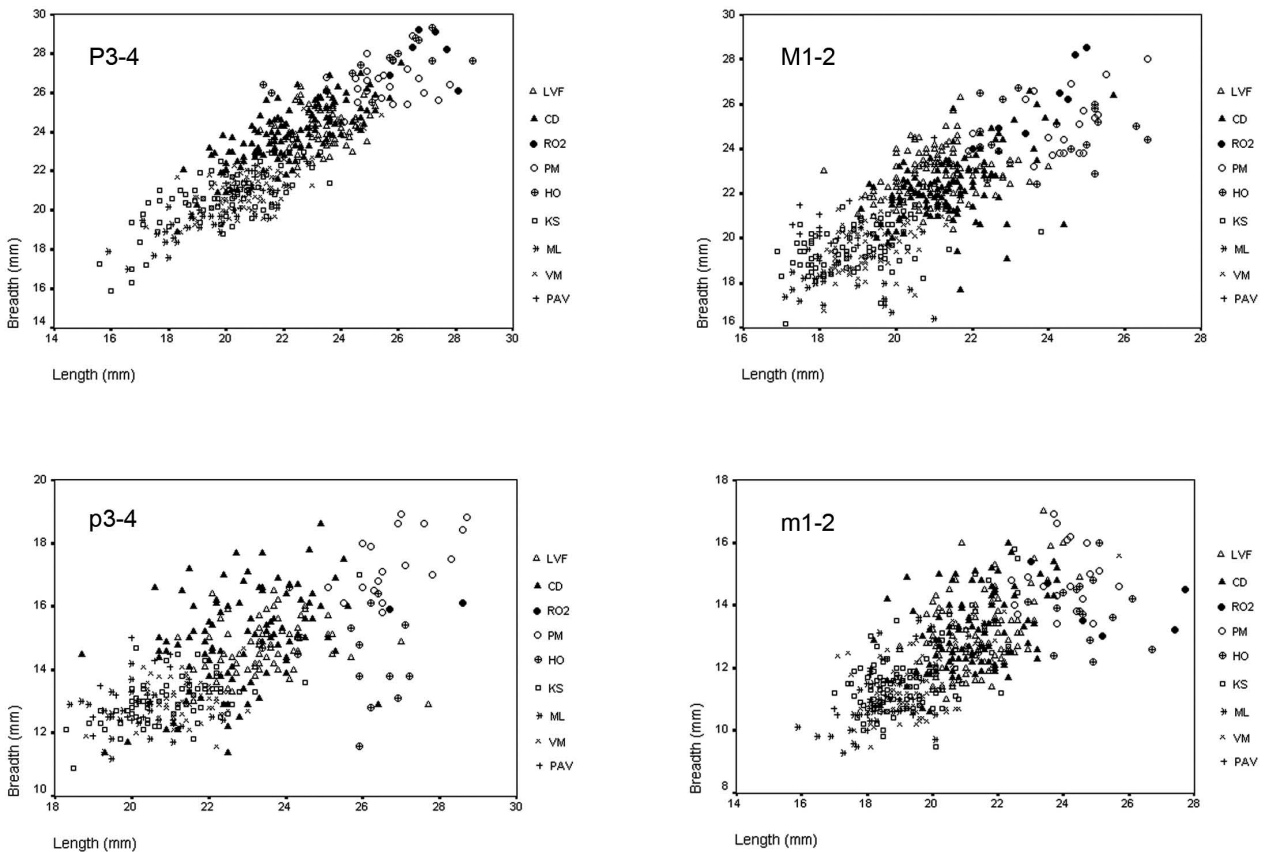 P3-4
30
28
26
24
22
20
18
16
14
Breadth (mm)
14 16 18 20 22 24 26 28 30
Length (mm)
LVF
CD
RO2
PM
HO
KS
ML
VM
PAV
M1-2
30
28
26
24
22
20
18
16
Breadth (mm)
16 18 20 22 24 26 28
Length (mm)
LVF
CD
RO2
PM
HO
KS
ML
VM
PAV
p3-4
20
18
16
14
12
10
Breadth (mm)
18 20 22 24 26 28 30
Length (mm)
LVF
CD
RO2
PM
HO
KS
ML
VM
PAV
m1-2
18
16
14
12
10
8
Breadth (mm)
14 16 18 20 22 24 26 28
Length (mm)
LVF
CD
RO2
PM
HO
KS
ML
VM
PAV